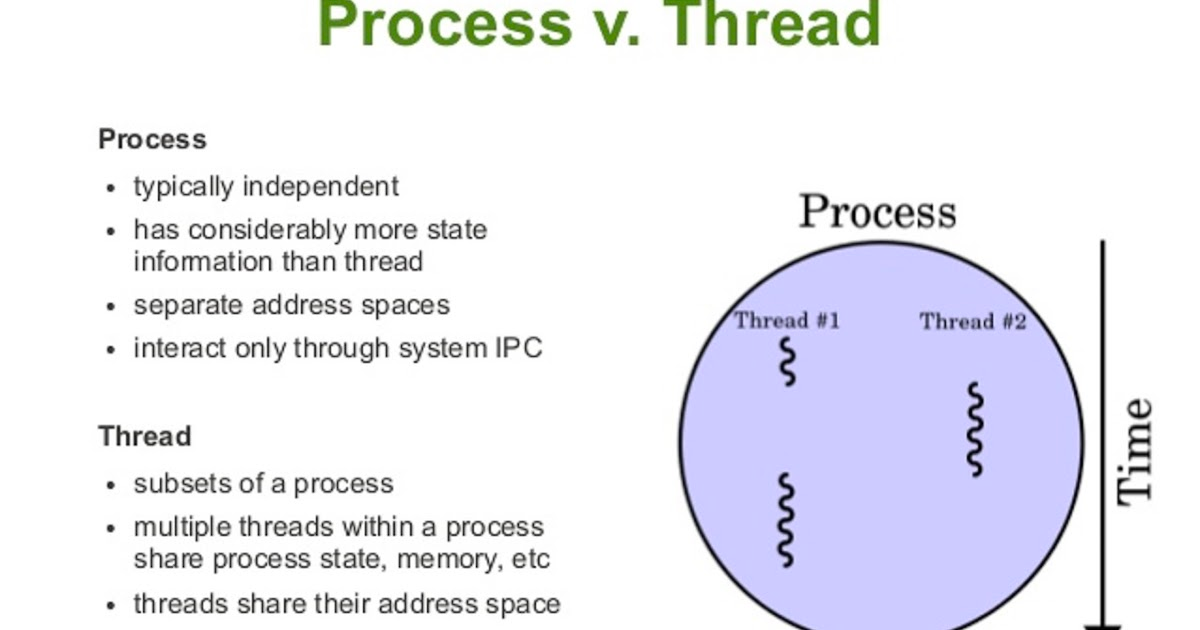 Process v. Thread
Process
• typically independent
• has considerably more state
information than thread
• separate address spaces
• interact only through system IPC
Thread
• subsets of a process
• multiple threads within a process
share process state, memory, etc
• threads share their address space
Process
Thread #1
Thread #2
Time